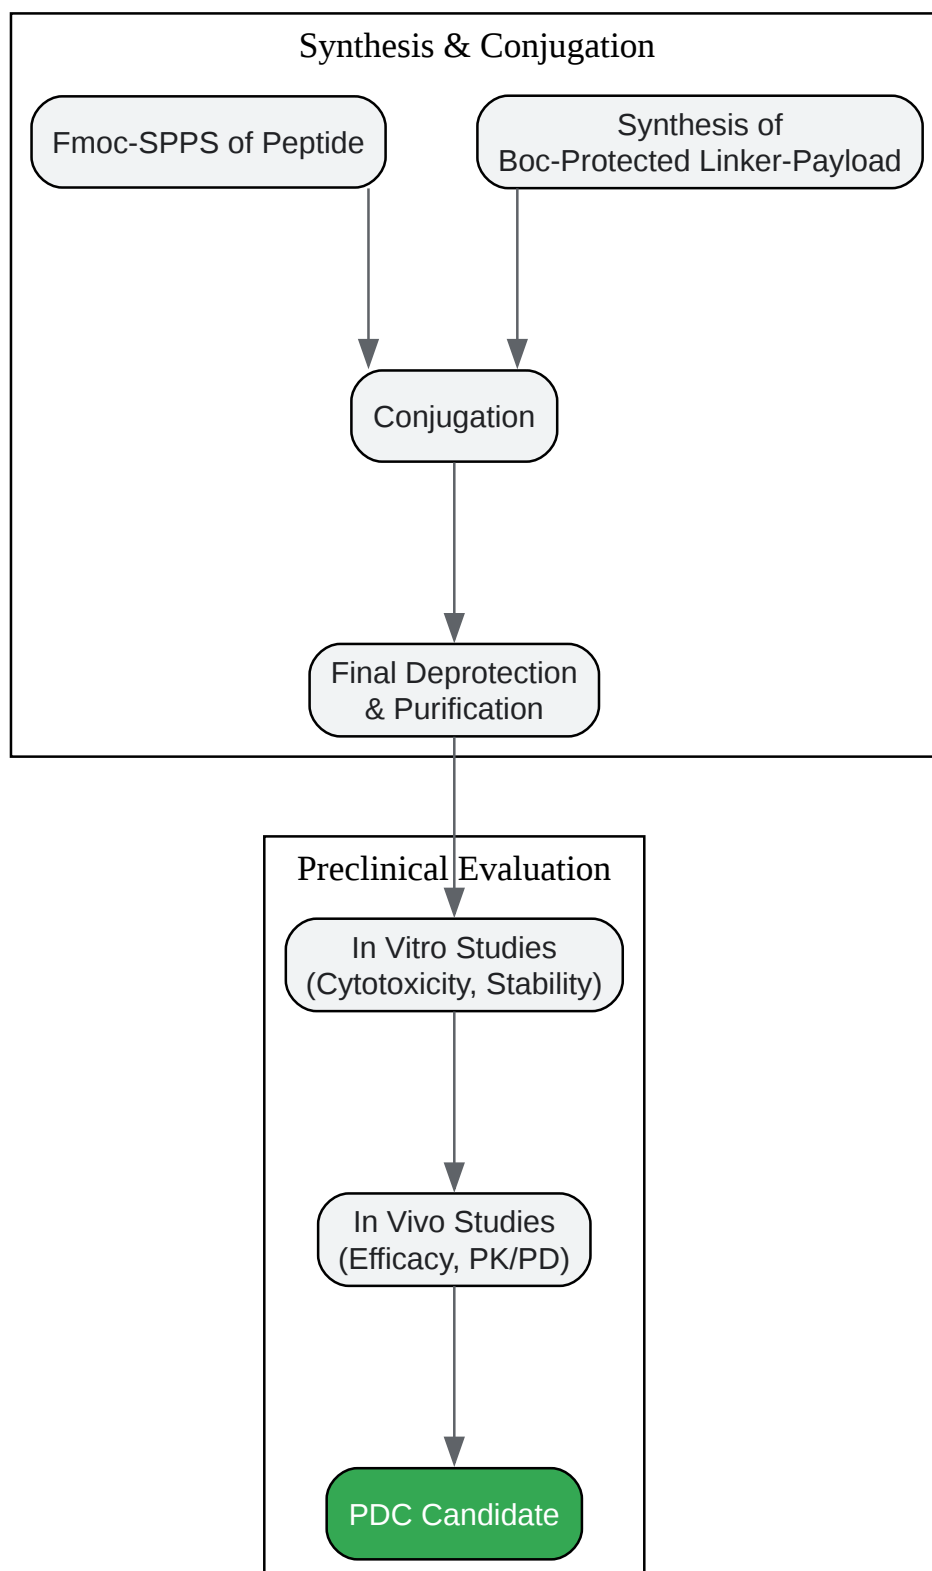 Synthesis & Conjugation
Fmoc-SPPS of Peptide
Synthesis of
Boc-Protected Linker-Payload
Conjugation
Final Deprotection
& Purification
Preclinical Evaluation
In Vitro Studies
(Cytotoxicity, Stability)
In Vivo Studies
(Efficacy, PK/PD)
PDC Candidate